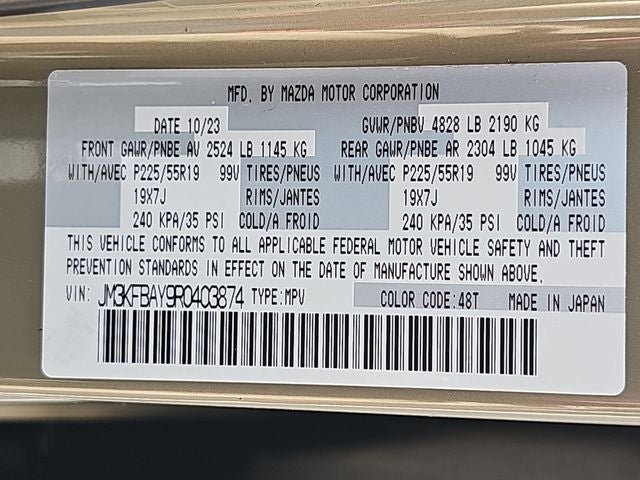 MFD. BY MAZDA MOTOR CORPORATION
DATE 10/23 GVWR/PNBV 4828 LB 2190 KG
FRONT GAWR/PNBE AV 2524 LB 1145 KG REAR GAWR/PNBE AR 2304 LB 1045 KG
WITH/AVEC P225/55R19 99V TIRES/PNEUS WITH/AVEC P225/55R19 99V TIRES/PNEUS
19X7J RIMS/JANTES 19X7J RIMS/JANTES
240 KPA/35 PSI COLD/A FROID 240 KPA/35 PSI COLD/A FROID
THIS VEHICLE CONFORMS TO ALL APPLICABLE FEDERAL MOTOR VEHICLE SAFETY AND THEFT
PREVENTION STANDARDS IN EFFECT ON THE DATE OF MANUFACTURE SHOWN ABOVE.
VIN: JM3KFBAY9R0403874 TYPE:MPV COLOR CODE:48T MADE IN JAPAN